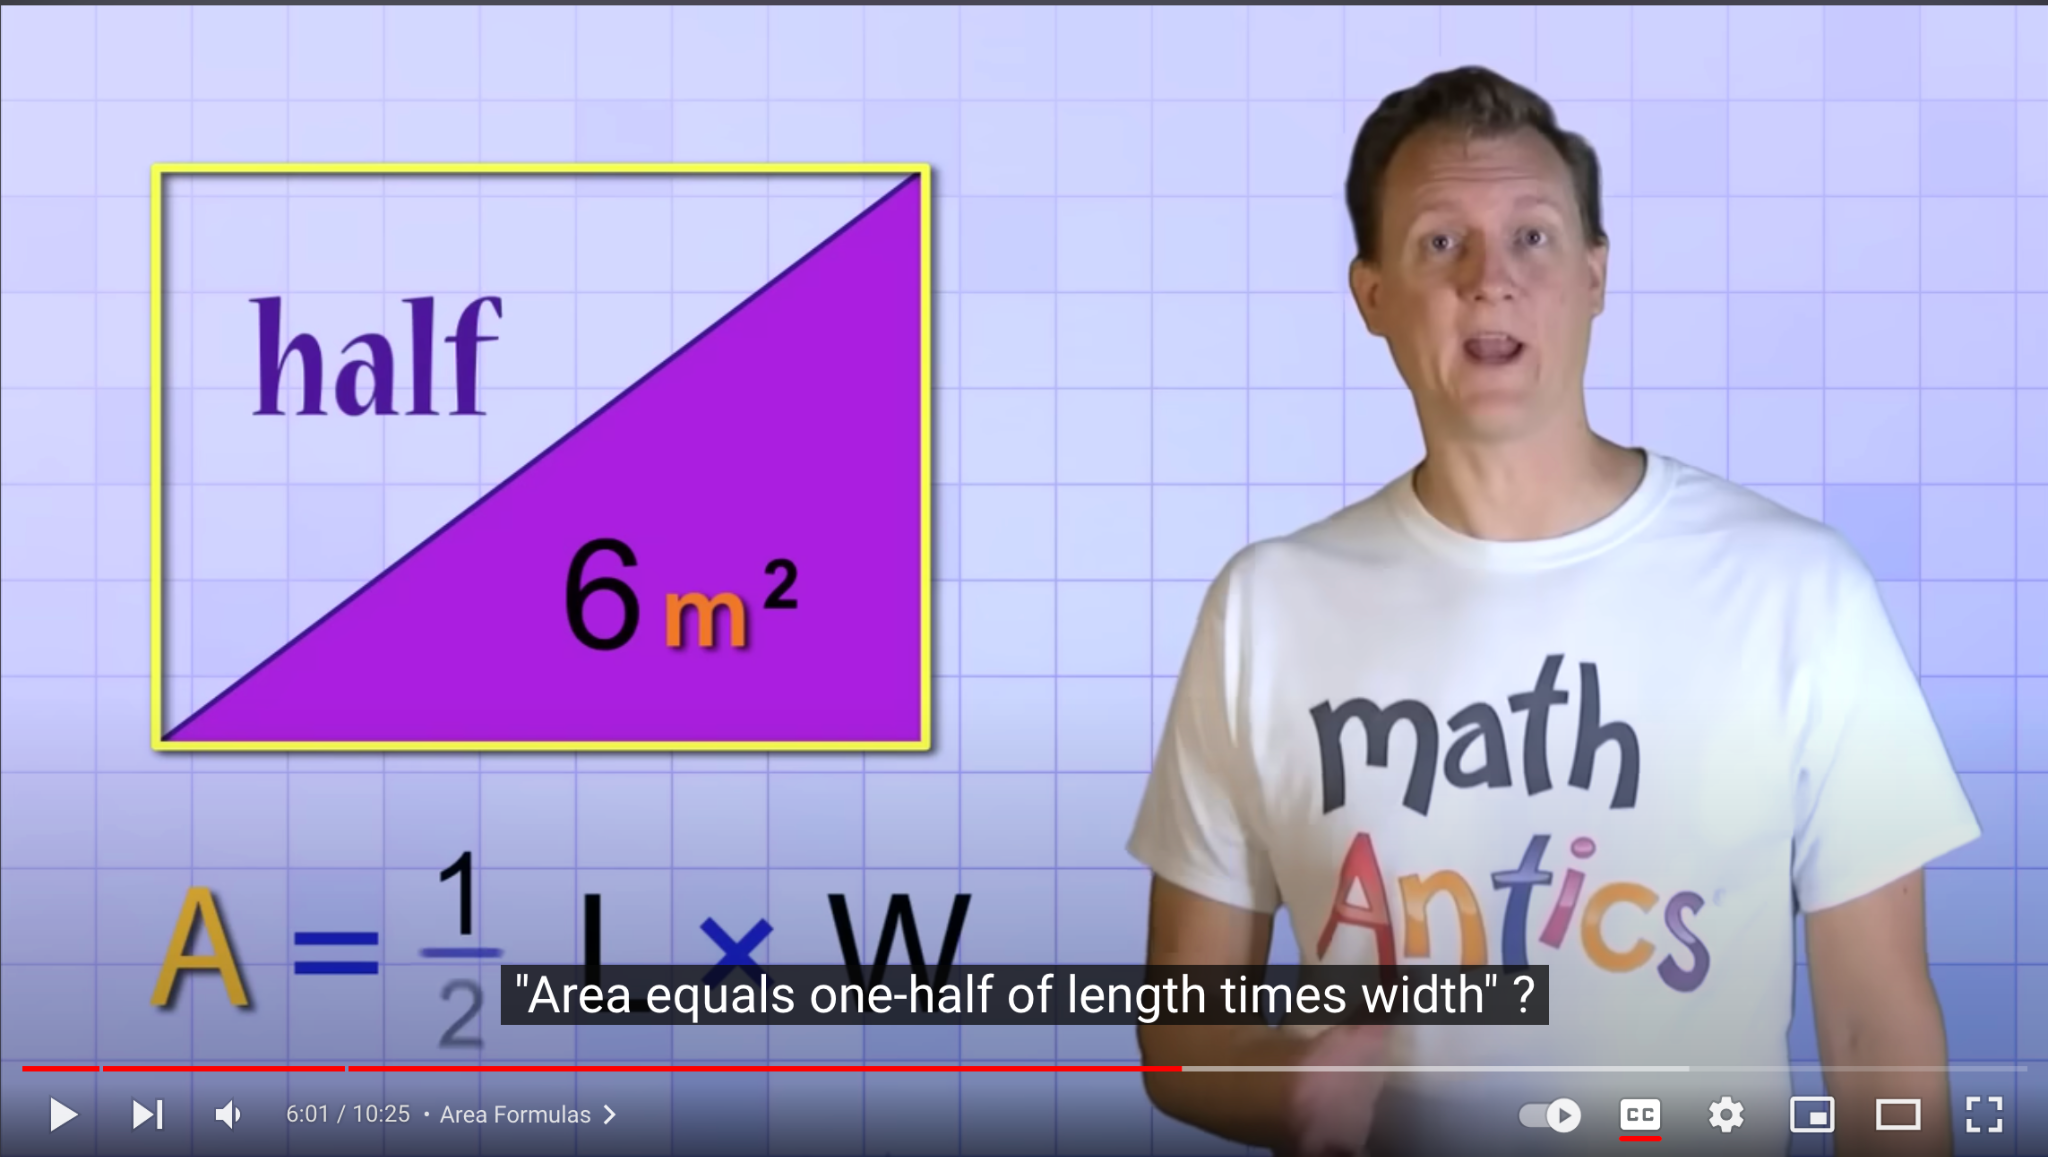 half
6 m²
math
Antics
A = 1/2 L × W
"Area equals one-half of length times width" ?
6:01 / 10:25 • Area Formulas >
CC